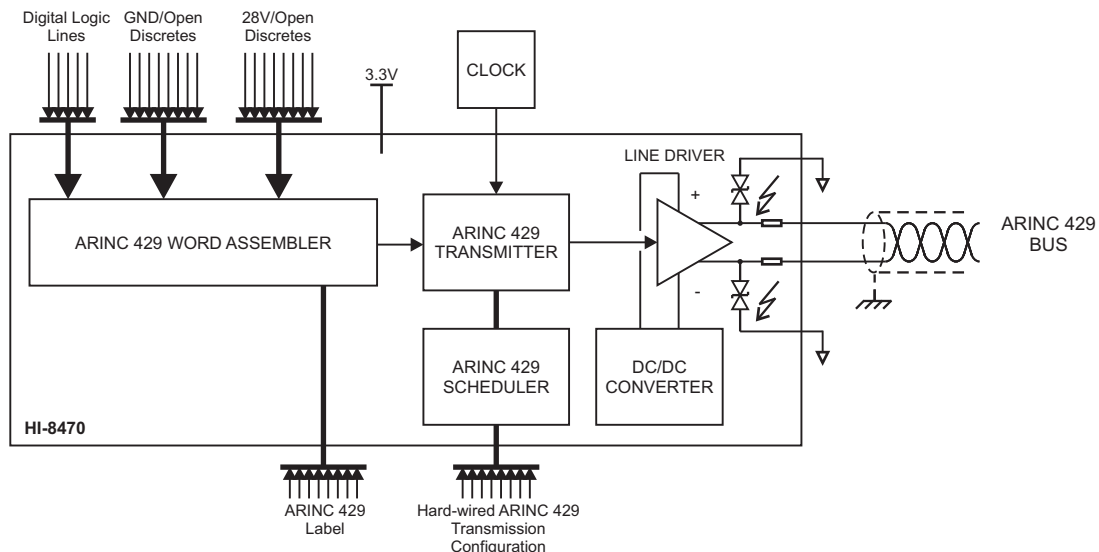 Digital Logic
Lines
GND/Open
Discretes
28V/Open
Discretes
3.3V
CLOCK
LINE DRIVER
+
-
ARINC 429 WORD ASSEMBLER
ARINC 429
TRANSMITTER
ARINC 429
BUS
ARINC 429
SCHEDULER
DC/DC
CONVERTER
HI-8470
ARINC 429
Label
Hard-wired ARINC 429
Transmission
Configuration